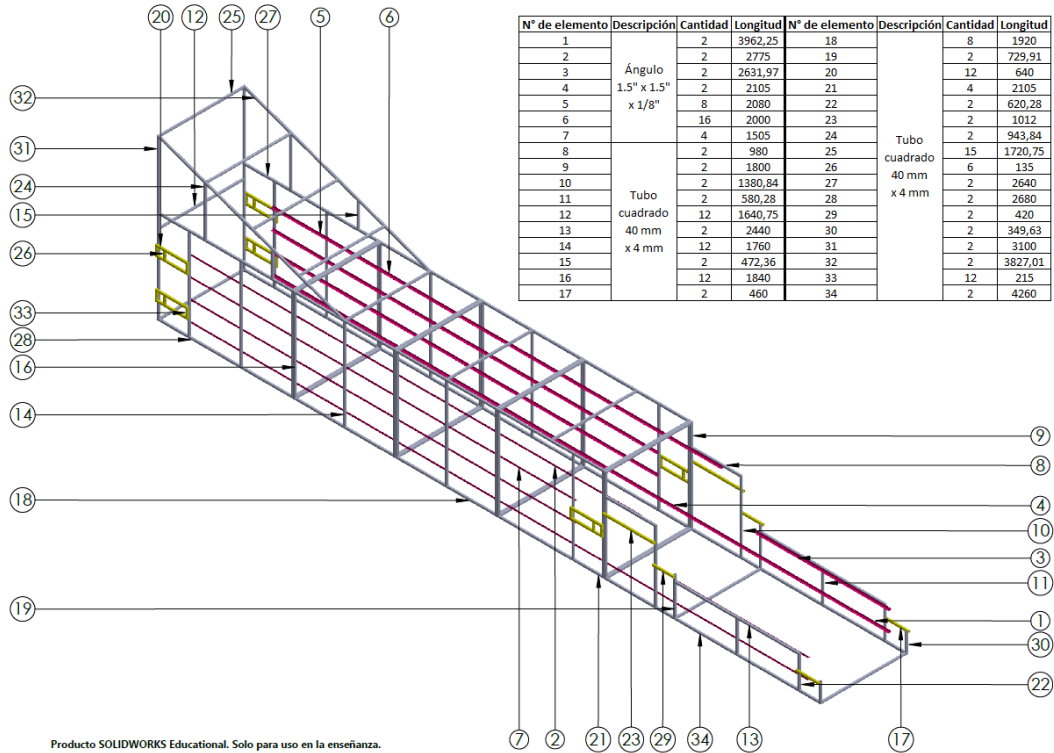 20 12 25 27 5 6
N° de elemento Descripción Cantidad Longitud N° de elemento Descripción Cantidad Longitud
1 Ángulo 1.5" x 1.5" x 1/8" 2 3962,25 18 Tubo cuadrado 40 mm x 4 mm 8 1920
2 2 2775 19 2 729,91
3 2 2631,97 20 12 640
4 2 2105 21 4 2105
5 8 2080 22 2 620,28
6 16 2000 23 2 1012
7 4 1505 24 2 943,84
8 Tubo cuadrado 40 mm x 4 mm 2 980 25 15 1720,75
9 2 1800 26 6 135
10 2 1380,84 27 2 2640
11 2 580,28 28 2 2680
12 12 1640,75 29 2 420
13 2 2440 30 2 349,63
14 12 1760 31 2 3100
15 2 472,36 32 2 3827,01
16 12 1840 33 12 215
17 2 460 34 2 4260
32
31
24
12
15
26
33
28
16
14
18
19
9
8
4
10
3
11
1
30
22
7 2 21 23 29 34 13 17
Producto SOLIDWORKS Educational. Solo para uso en la enseñanza.